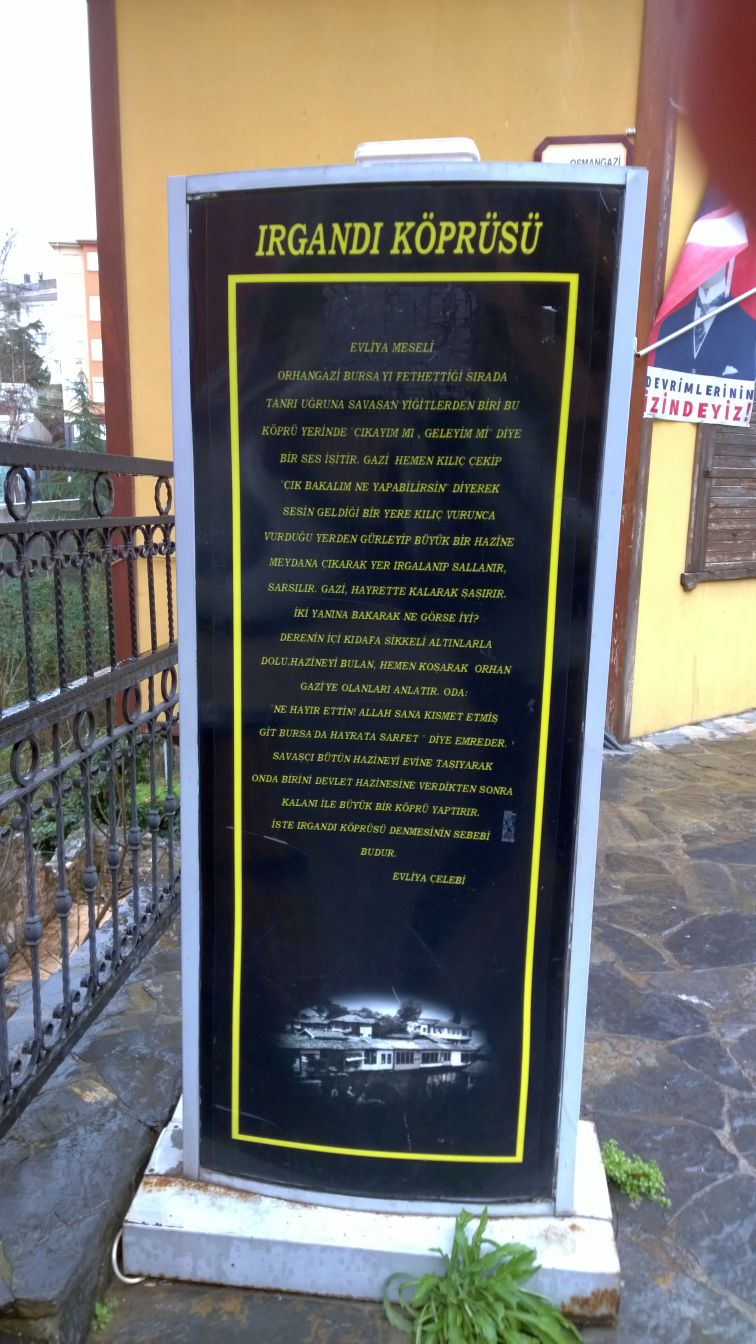 IRGANDI KÖPRÜSÜ
EVLİYA MESELİ
ORHANGAZİ BURSA'YI FETHETTİĞİ SIRADA
TANRI UĞRUNA SAVAŞAN YİĞİTLERDEN BİRİ BU
KÖPRÜ YERİNDE "ÇIKAYIM MI , GELEYİM Mİ" DİYE
BİR SES İŞİTİR. GAZİ HEMEN KILIÇ ÇEKİP
"ÇIK BAKALIM NE YAPABİLİRSİN" DİYEREK
SESİN GELDİĞİ BİR YERE KILIÇ VURUNCA
VURDUĞU YERDEN GÜRLEYİP BÜYÜK BİR HAZİNE
MEYDANA ÇIKARAK YER IRGALANIP SALLANIR,
SARSILIR. GAZİ, HAYRETTE KALARAK ŞAŞIRIR.
İKİ YANINA BAKARAK NE GÖRSE İYİ?
DERENİN İÇİ KIDAFA SİKKELİ ALTINLARLA
DOLU.HAZİNEYİ BULAN, HEMEN KOŞARAK ORHAN
GAZİ'YE OLANLARI ANLATIR. ODA:
"NE HAYIR ETTİN! ALLAH SANA KISMET ETMİŞ
GİT BURSA'DA HAYRATA SARFET " DİYE EMREDER,
SAVAŞÇI BÜTÜN HAZİNEYİ EVİNE TAŞIYARAK
ONDA BİRİNİ DEVLET HAZİNESİNE VERDİKTEN SONRA
KALANI İLE BÜYÜK BİR KÖPRÜ YAPTIRIR.
İŞTE IRGANDI KÖPRÜSÜ DENMESİNİN SEBEBİ
BUDUR.
EVLİYA ÇELEBİ
OSMANGAZİ
DEVRİMLERİNİN
İZİNDEYİZ!